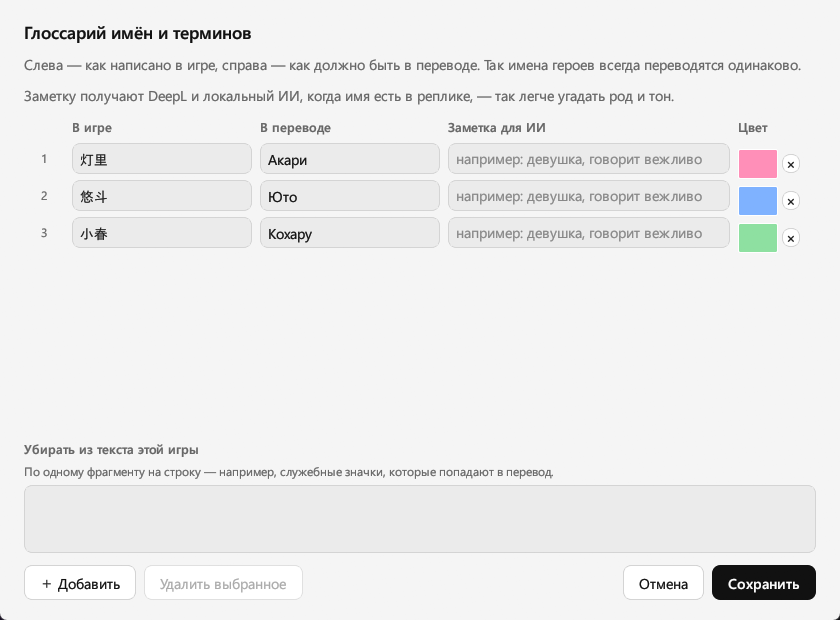 Глоссарий имён и терминов
Слева — как написано в игре, справа — как должно быть в переводе. Так имена героев всегда переводятся одинаково.
Заметку получают DeepL и локальный ИИ, когда имя есть в реплике, — так легче угадать род и тон.
В игре В переводе Заметка для ИИ Цвет
1 灯里 Акари например: девушка, говорит вежливо ×
2 悠斗 Юто например: девушка, говорит вежливо ×
3 小春 Кохару например: девушка, говорит вежливо ×
Убирать из текста этой игры
По одному фрагменту на строку — например, служебные значки, которые попадают в перевод.
+ Добавить Удалить выбранное Отмена Сохранить